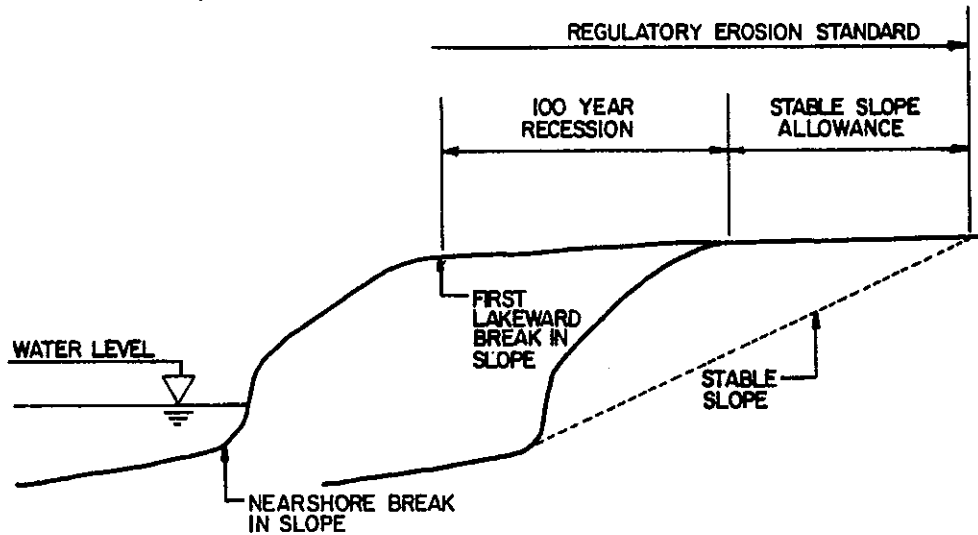 REGULATORY EROSION STANDARD
100 YEAR
RECESSION
STABLE SLOPE
ALLOWANCE
FIRST
LAKEWARD
BREAK IN
SLOPE
WATER LEVEL
STABLE
SLOPE
NEARSHORE BREAK
IN SLOPE